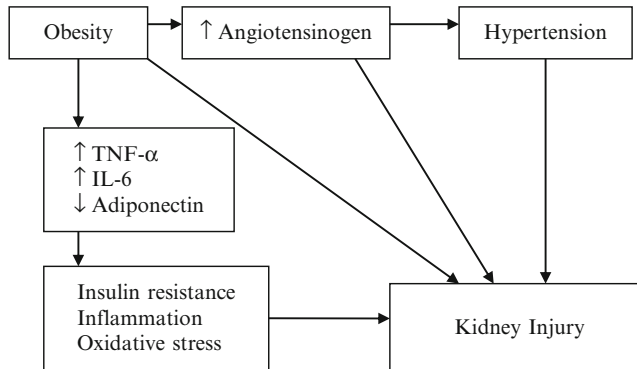 Obesity
↑ Angiotensinogen
Hypertension
↑ TNF-α
↑ IL-6
↓ Adiponectin
Insulin resistance
Inflammation
Oxidative stress
Kidney Injury